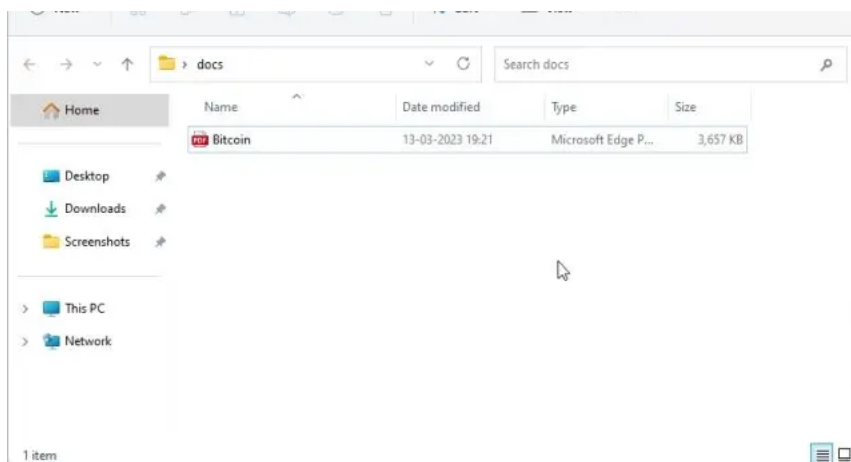 docs
Search docs
Home
Name
Date modified
Type
Size
PDF
Bitcoin
13-03-2023 19:21
Microsoft Edge P...
3,657 KB
Desktop
Downloads
Screenshots
This PC
Network
1 item